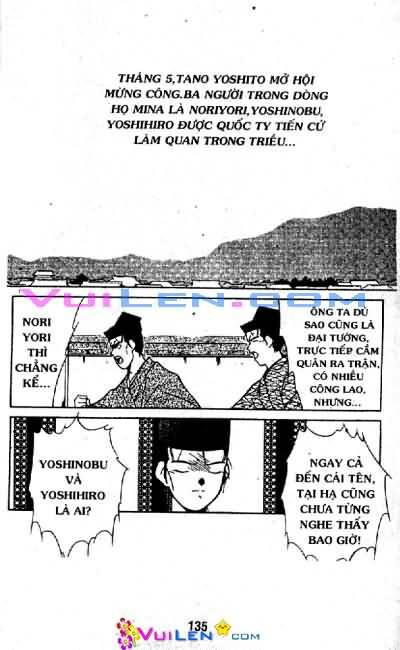 THÁNG 5,TANO YOSHITO MỞ HỘI
MỪNG CÔNG.BA NGƯỜI TRONG DÒNG
HỌ MINA LÀ NORIYORI,YOSHINOBU,
YOSHIHIRO ĐƯỢC QUỐC TY TIẾN CỬ
LÀM QUAN TRONG TRIỀU...
VUILEN.COM
ÔNG TA DÙ
SAO CŨNG LÀ
ĐẠI TƯỚNG,
TRỰC TIẾP CẦM
QUÂN RA TRẬN,
CÓ NHIỀU
CÔNG LAO,
NHƯNG...
NORI
YORI
THÌ
CHẲNG
KỂ...
NGAY CẢ
ĐẾN CÁI TÊN,
TẠI HẠ CŨNG
CHƯA TỪNG
NGHE THẤY
BAO GIỜ!
YOSHINOBU
VÀ
YOSHIHIRO
LÀ AI?
135
VUILEN.COM